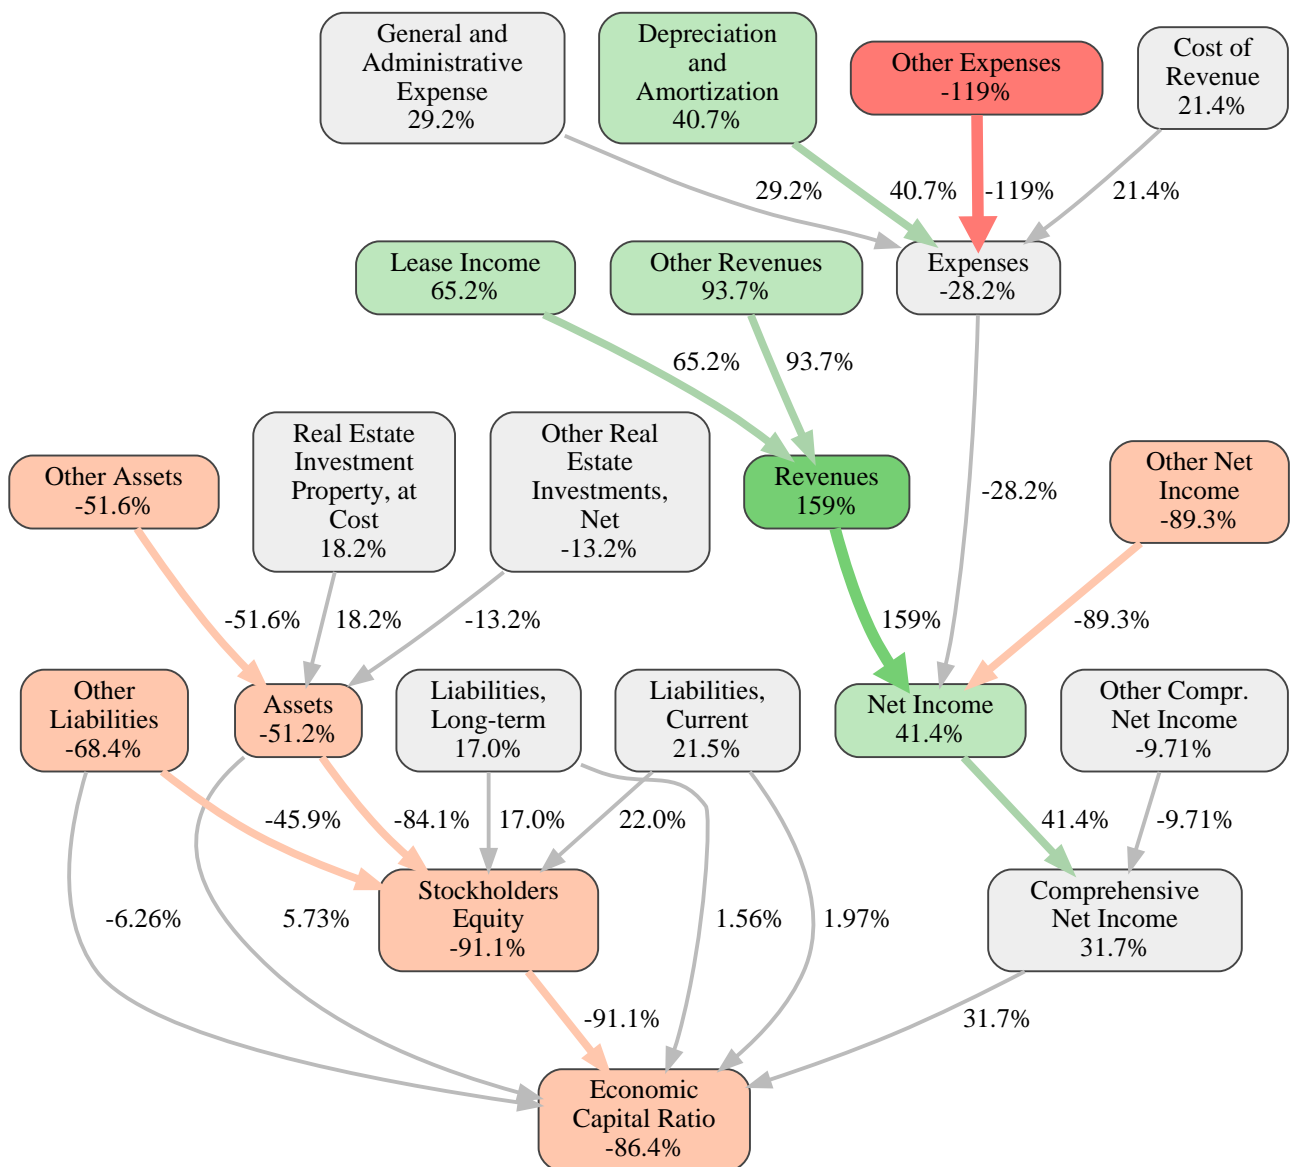 General and
Administrative
Expense
29.2%
Depreciation
and
Amortization
40.7%
Other Expenses
-119%
Cost of
Revenue
21.4%
29.2%
40.7%
-119%
21.4%
Lease Income
65.2%
Other Revenues
93.7%
Expenses
-28.2%
65.2%
93.7%
Other Assets
-51.6%
Real Estate
Investment
Property, at
Cost
18.2%
Other Real
Estate
Investments,
Net
-13.2%
Revenues
159%
-28.2%
Other Net
Income
-89.3%
-51.6%
18.2%
-13.2%
159%
-89.3%
Other
Liabilities
-68.4%
Assets
-51.2%
Liabilities,
Long-term
17.0%
Liabilities,
Current
21.5%
Net Income
41.4%
Other Compr.
Net Income
-9.71%
-45.9%
-84.1%
17.0%
22.0%
41.4%
-9.71%
-6.26%
5.73%
Stockholders
Equity
-91.1%
1.56%
1.97%
Comprehensive
Net Income
31.7%
-91.1%
31.7%
Economic
Capital Ratio
-86.4%